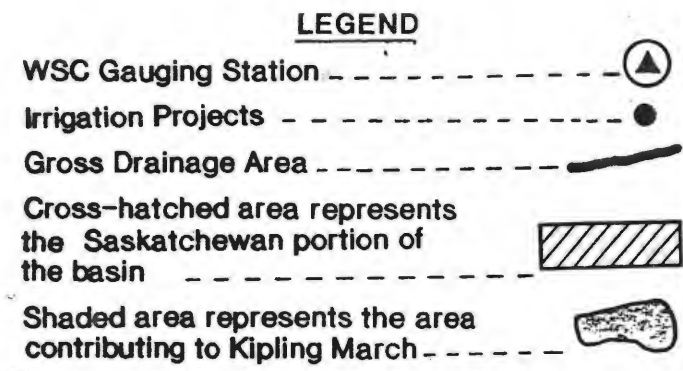 LEGEND
WSC Gauging Station
Irrigation Projects
Gross Drainage Area
Cross-hatched area represents
the Saskatchewan portion of
the basin
Shaded area represents the area
contributing to Kipling March